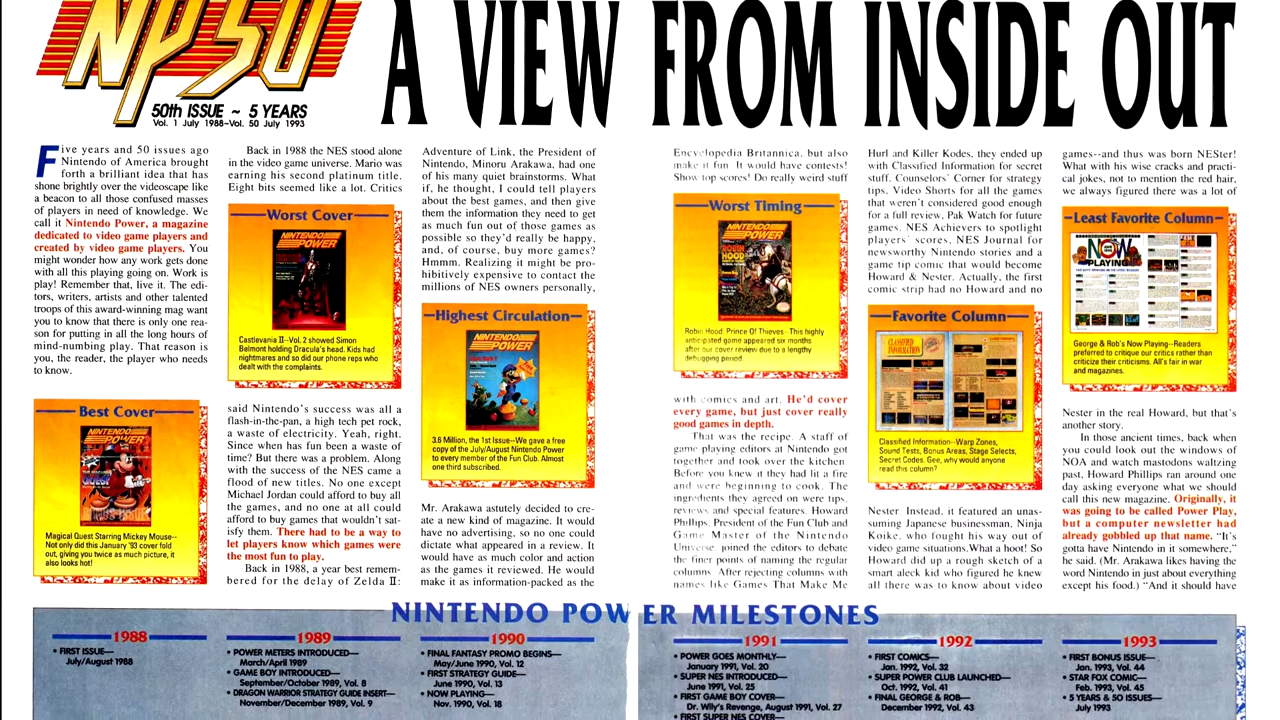 NP50
50th ISSUE ~ 5 YEARS
Vol. 1 July 1988-Vol. 50 July 1993
A VIEW FROM INSIDE OUT
Five years and 50 issues ago
Nintendo of America brought
forth a brilliant idea that has
shone brightly over the videoscape like
a beacon to all those confused masses
of players in need of knowledge. We
call it Nintendo Power, a magazine
dedicated to video game players and
created by video game players. You
might wonder how any work gets done
with all this playing going on. Work is
play! Remember that, live it. The edi-
tors, writers, artists and other talented
troops of this award-winning mag want
you to know that there is only one rea-
son for putting in all the long hours of
mind-numbing play. That reason is
you, the reader, the player who needs
to know.
Best Cover
NINTENDO POWER
Magical Quest Starring Mickey Mouse--
Not only did this January '93 cover fold
out, giving you twice as much picture, it
also looks hot!
Back in 1988 the NES stood alone
in the video game universe. Mario was
earning his second platinum title.
Eight bits seemed like a lot. Critics
Worst Cover
NINTENDO POWER
Castlevania II--Vol. 2 showed Simon
Belmont holding Dracula's head. Kids had
nightmares and so did our phone reps who
dealt with the complaints.
said Nintendo's success was all a
flash-in-the-pan, a high tech pet rock,
a waste of electricity. Yeah, right.
Since when has fun been a waste of
time? But there was a problem. Along
with the success of the NES came a
flood of new titles. No one except
Michael Jordan could afford to buy all
the games, and no one at all could
afford to buy games that wouldn't sat-
isfy them. There had to be a way to
let players know which games were
the most fun to play.
Back in 1988, a year best remem-
bered for the delay of Zelda II:
Adventure of Link, the President of
Nintendo, Minoru Arakawa, had one
of his many quiet brainstorms. What
if, he thought, I could tell players
about the best games, and then give
them the information they need to get
as much fun out of those games as
possible so they'd really be happy,
and, of course, buy more games?
Hmmm. Realizing it might be pro-
hibitively expensive to contact the
millions of NES owners personally,
Highest Circulation
NINTENDO POWER
3.6 Million, the 1st Issue--We gave a free
copy of the July/August Nintendo Power
to every member of the Fun Club. Almost
one third subscribed.
Mr. Arakawa astutely decided to cre-
ate a new kind of magazine. It would
have no advertising, so no one could
dictate what appeared in a review. It
would have as much color and action
as the games it reviewed. He would
make it as information-packed as the
Encyclopedia Britannica, but also
make it fun. It would have contests!
Show top scores! Do really weird stuff
Worst Timing
NINTENDO POWER
ROBIN HOOD
Robin Hood: Prince Of Thieves--This highly
anticipated game appeared six months
after our cover review due to a lengthy
debugging period.
with comics and art. He'd cover
every game, but just cover really
good games in depth.
That was the recipe. A staff of
game playing editors at Nintendo got
together and took over the kitchen.
Before you knew it they had lit a fire
and were beginning to cook. The
ingredients they agreed on were tips,
reviews and special features. Howard
Phillips, President of the Fun Club and
Game Master of the Nintendo
Universe, joined the editors to debate
the finer points of naming the regular
columns. After rejecting columns with
names like Games That Make Me
Hurl and Killer Kodes, they ended up
with Classified Information for secret
stuff, Counselors' Corner for strategy
tips, Video Shorts for all the games
that weren't considered good enough
for a full review, Pak Watch for future
games, NES Achievers to spotlight
players' scores, NES Journal for
newsworthy Nintendo stories and a
game tip comic that would become
Howard & Nester. Actually, the first
comic strip had no Howard and no
Favorite Column
CLASSIFIED INFORMATION
Classified Information--Warp Zones,
Sound Tests, Bonus Areas, Stage Selects,
Secret Codes. Gee, why would anyone
read this column?
Nester. Instead, it featured an unas-
suming Japanese businessman, Ninja
Koike, who fought his way out of
video game situations.What a hoot! So
Howard did up a rough sketch of a
smart aleck kid who figured he knew
all there was to know about video
games--and thus was born NESter!
What with his wise cracks and practi-
cal jokes, not to mention the red hair,
we always figured there was a lot of
Least Favorite Column
NOW PLAYING
George & Rob's Now Playing--Readers
preferred to critique our critics rather than
criticize their criticisms. All's fair in war
and magazines.
Nester in the real Howard, but that's
another story.
In those ancient times, back when
you could look out the windows of
NOA and watch mastodons waltzing
past, Howard Phillips ran around one
day asking everyone what we should
call this new magazine. Originally, it
was going to be called Power Play,
but a computer newsletter had
already gobbled up that name. "It's
gotta have Nintendo in it somewhere,"
he said. (Mr. Arakawa likes having the
word Nintendo in just about everything
except his food.) "And it should have
NINTENDO POWER MILESTONES
1988
• FIRST ISSUE—
July/August 1988
1989
• POWER METERS INTRODUCED—
March/April 1989
• GAME BOY INTRODUCED—
September/October 1989, Vol. 8
• DRAGON WARRIOR STRATEGY GUIDE INSERT—
November/December 1989, Vol. 9
1990
• FINAL FANTASY PROMO BEGINS—
May/June 1990, Vol. 12
• FIRST STRATEGY GUIDE—
June 1990, Vol. 13
• NOW PLAYING—
Nov. 1990, Vol. 18
1991
• POWER GOES MONTHLY—
January 1991, Vol. 20
• SUPER NES INTRODUCED—
June 1991, Vol. 25
• FIRST GAME BOY COVER—
Dr. Wily's Revenge, August 1991, Vol. 27
• FIRST SUPER NES COVER—
1992
• FIRST COMICS—
Jan. 1992, Vol. 32
• SUPER POWER CLUB LAUNCHED—
Oct. 1992, Vol. 41
• FINAL GEORGE & ROB—
December 1992, Vol. 43
1993
• FIRST BONUS ISSUE—
Jan. 1993, Vol. 44
• STAR FOX COMIC—
Feb. 1993, Vol. 45
• 5 YEARS & 50 ISSUES—
July 1993